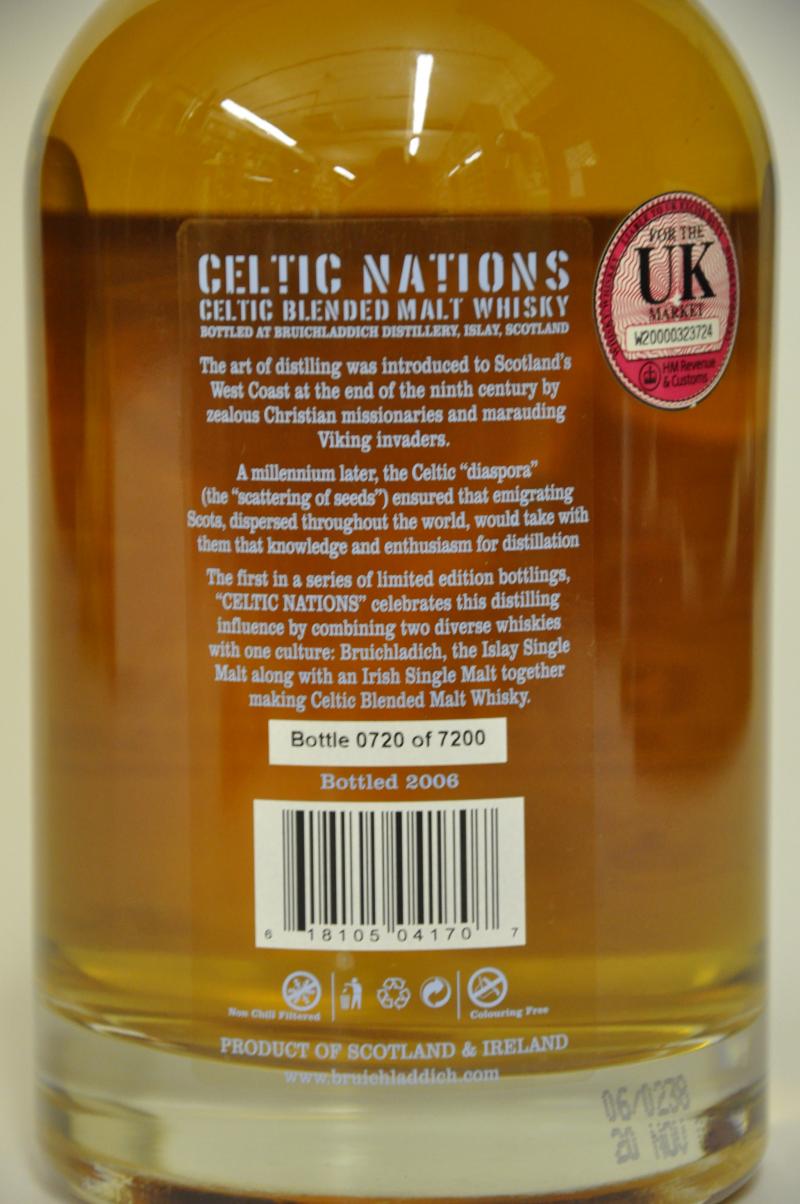 CELTIC NATIONS
CELTIC BLENDED MALT WHISKY
BOTTLED AT BRUICHLADDICH DISTILLERY, ISLAY, SCOTLAND
The art of distlling was introduced to Scotland's
West Coast at the end of the ninth century by
zealous Christian missionaries and marauding
Viking invaders.
A millennium later, the Celtic "diaspora"
(the "scattering of seeds") ensured that emigrating
Scots, dispersed throughout the world, would take with
them that knowledge and enthusiasm for distillation
The first in a series of limited edition bottlings,
"CELTIC NATIONS" celebrates this distilling
influence by combining two diverse whiskies
with one culture: Bruichladich, the Islay Single
Malt along with an Irish Single Malt together
making Celtic Blended Malt Whisky.
Bottle 0720 of 7200
Bottled 2006
6 18105 04170 7
Non Chill Filtered
Colouring Free
PRODUCT OF SCOTLAND & IRELAND
www.bruichladdich.com
FOR THE
UK
MARKET
W20000323724
HM Revenue
& Customs
06/0238
20 NOV